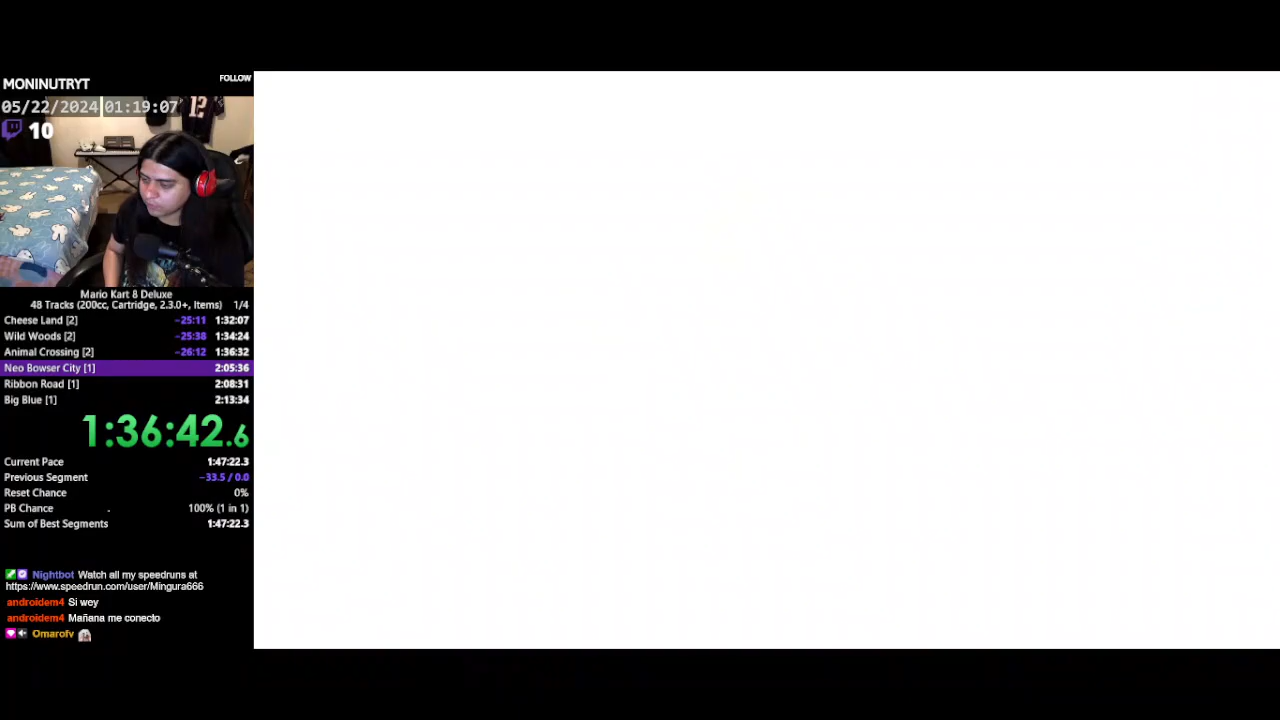 MONINUTRYT
FOLLOW
05/22/2024 01:19:07
12
10
Mario Kart 8 Deluxe
48 Tracks (200cc, Cartridge, 2.3.0+, Items) 1/4
Cheese Land [2] −25:11 1:32:07
Wild Woods [2] −25:38 1:34:24
Animal Crossing [2] −26:12 1:36:32
Neo Bowser City [1] 2:05:36
Ribbon Road [1] 2:08:31
Big Blue [1] 2:13:34
1:36:42.6
Current Pace 1:47:22.3
Previous Segment −33.5 / 0.0
Reset Chance 0%
PB Chance 100% (1 in 1)
Sum of Best Segments 1:47:22.3
Nightbot Watch all my speedruns at
https://www.speedrun.com/user/Mingura666
androidem4 Si wey
androidem4 Mañana me conecto
Omarofv